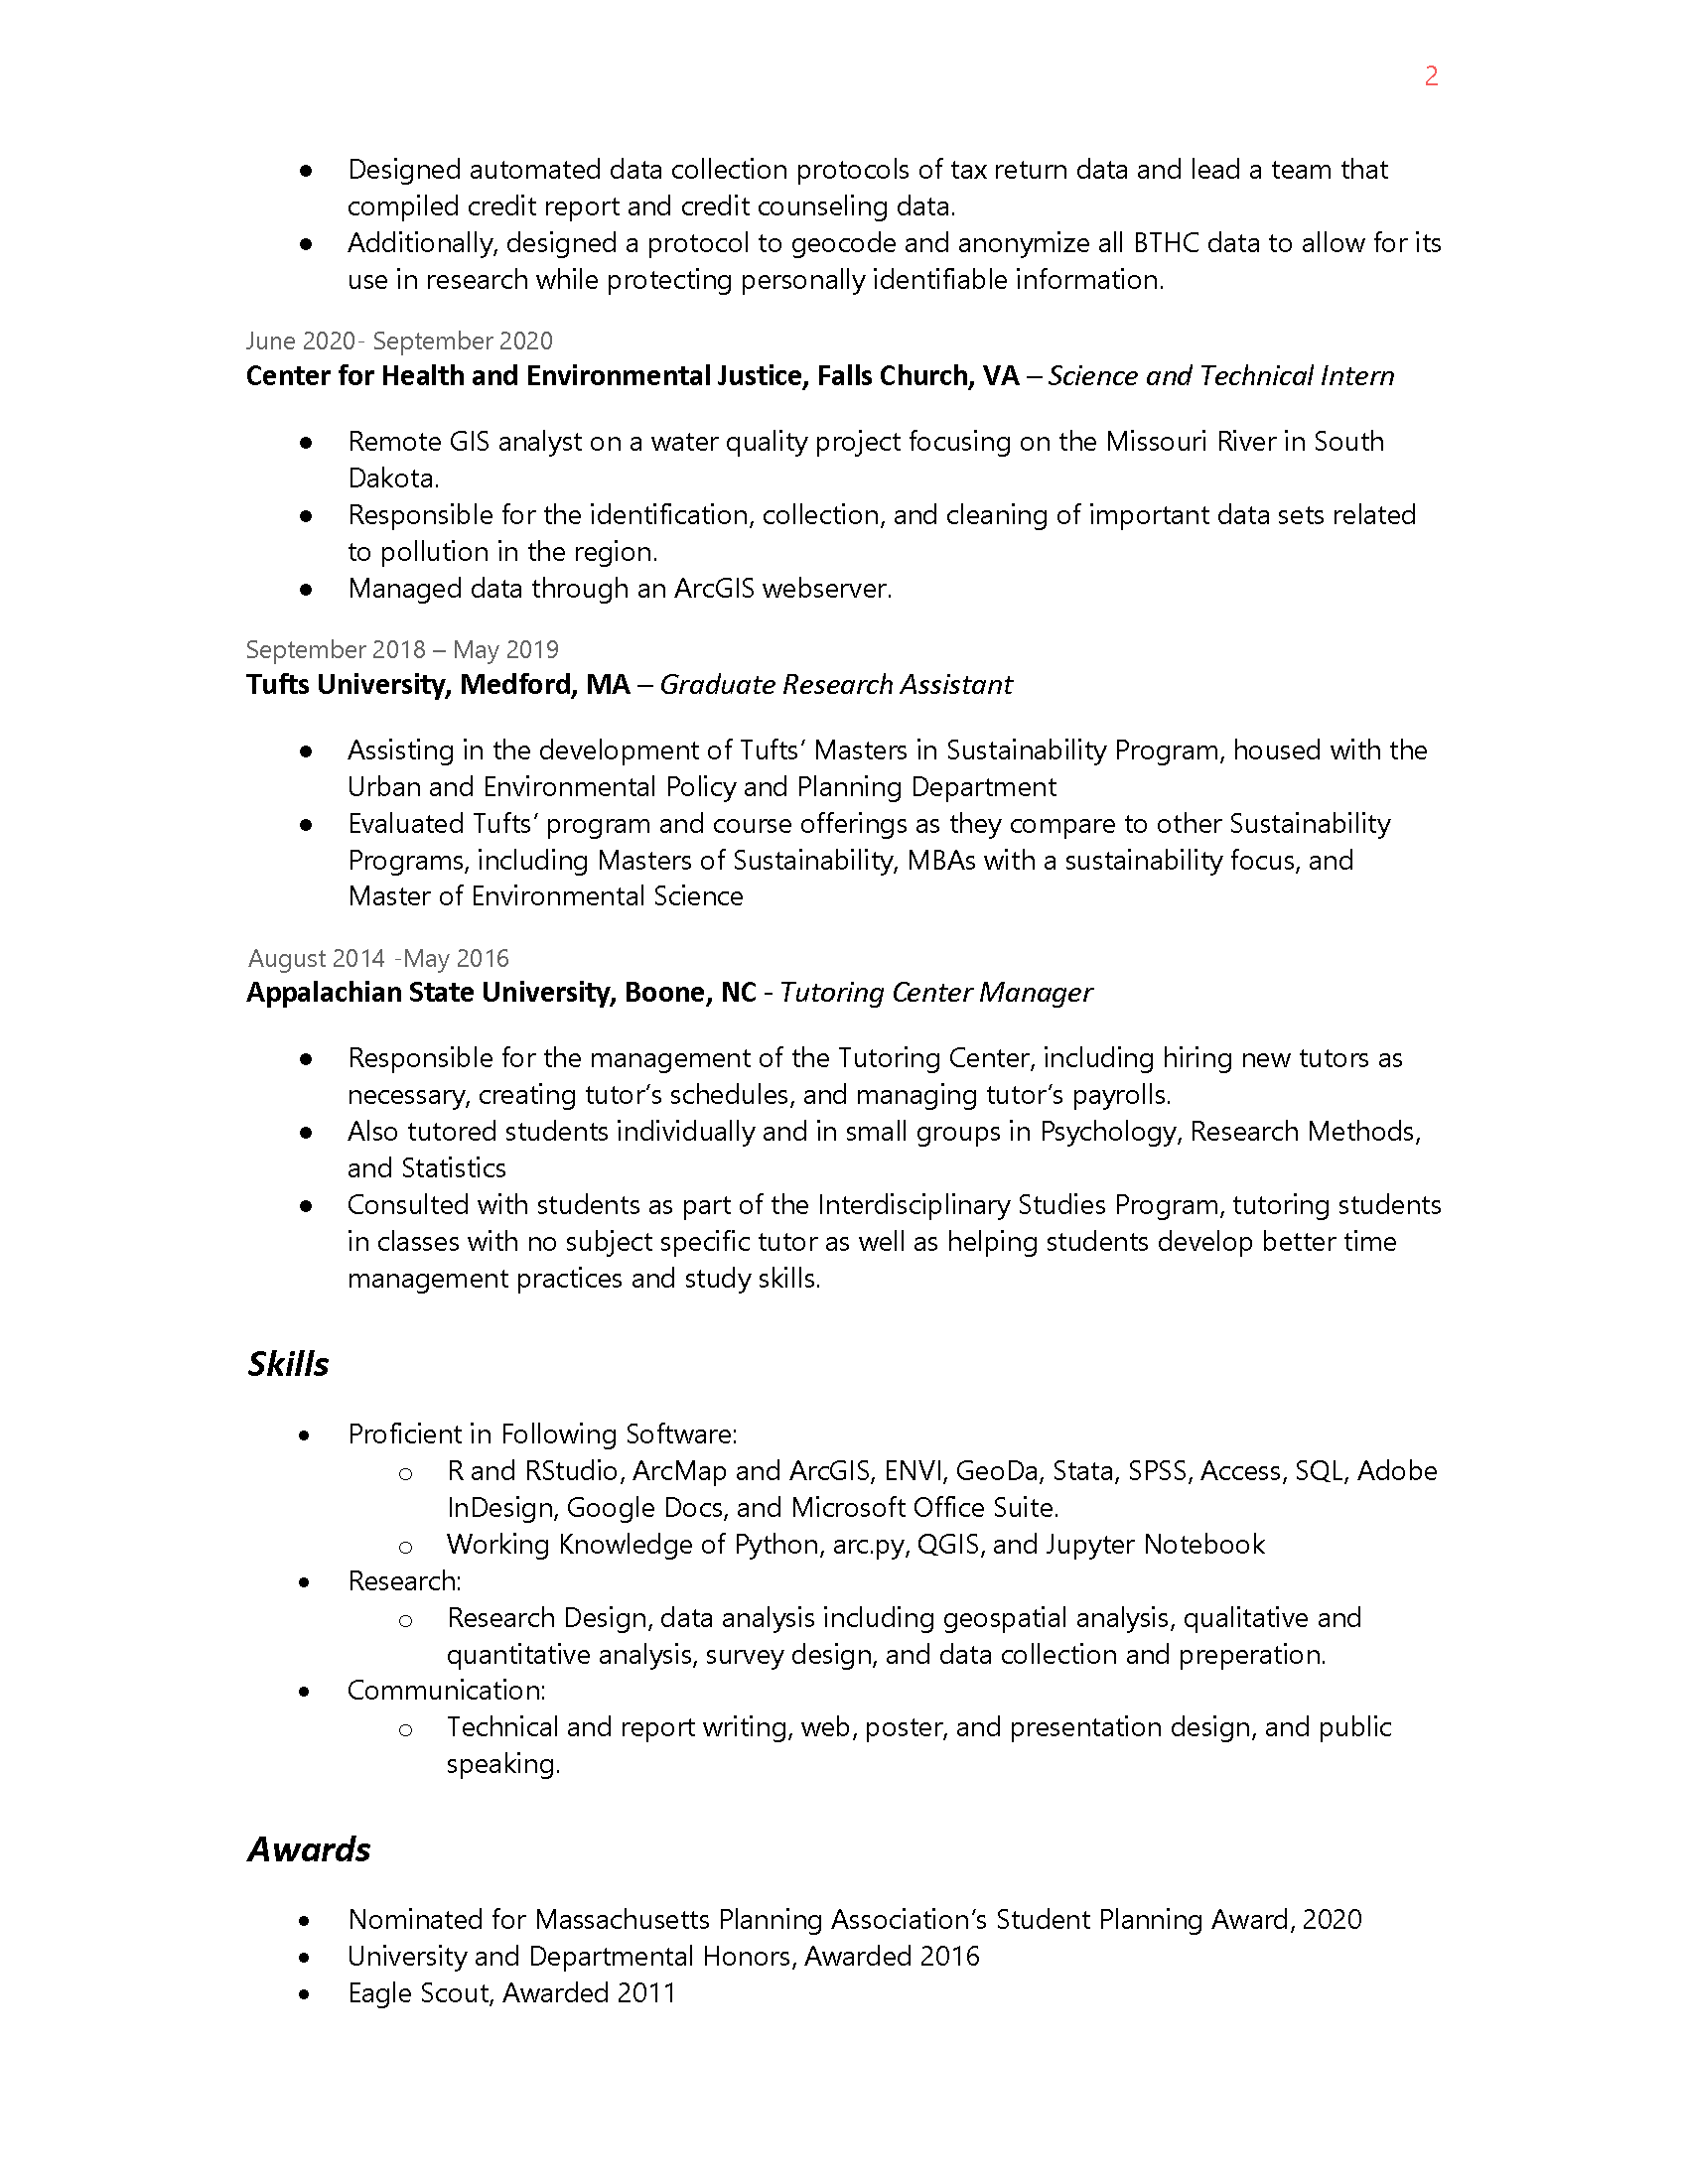 2
● Designed automated data collection protocols of tax return data and lead a team that
compiled credit report and credit counseling data.
● Additionally, designed a protocol to geocode and anonymize all BTHC data to allow for its
use in research while protecting personally identifiable information.
June 2020- September 2020
Center for Health and Environmental Justice, Falls Church, VA – Science and Technical Intern
● Remote GIS analyst on a water quality project focusing on the Missouri River in South
Dakota.
● Responsible for the identification, collection, and cleaning of important data sets related
to pollution in the region.
● Managed data through an ArcGIS webserver.
September 2018 – May 2019
Tufts University, Medford, MA – Graduate Research Assistant
● Assisting in the development of Tufts’ Masters in Sustainability Program, housed with the
Urban and Environmental Policy and Planning Department
● Evaluated Tufts’ program and course offerings as they compare to other Sustainability
Programs, including Masters of Sustainability, MBAs with a sustainability focus, and
Master of Environmental Science
August 2014 -May 2016
Appalachian State University, Boone, NC - Tutoring Center Manager
● Responsible for the management of the Tutoring Center, including hiring new tutors as
necessary, creating tutor’s schedules, and managing tutor’s payrolls.
● Also tutored students individually and in small groups in Psychology, Research Methods,
and Statistics
● Consulted with students as part of the Interdisciplinary Studies Program, tutoring students
in classes with no subject specific tutor as well as helping students develop better time
management practices and study skills.
Skills
• Proficient in Following Software:
o R and RStudio, ArcMap and ArcGIS, ENVI, GeoDa, Stata, SPSS, Access, SQL, Adobe
InDesign, Google Docs, and Microsoft Office Suite.
o Working Knowledge of Python, arc.py, QGIS, and Jupyter Notebook
• Research:
o Research Design, data analysis including geospatial analysis, qualitative and
quantitative analysis, survey design, and data collection and preperation.
• Communication:
o Technical and report writing, web, poster, and presentation design, and public
speaking.
Awards
• Nominated for Massachusetts Planning Association’s Student Planning Award, 2020
• University and Departmental Honors, Awarded 2016
• Eagle Scout, Awarded 2011